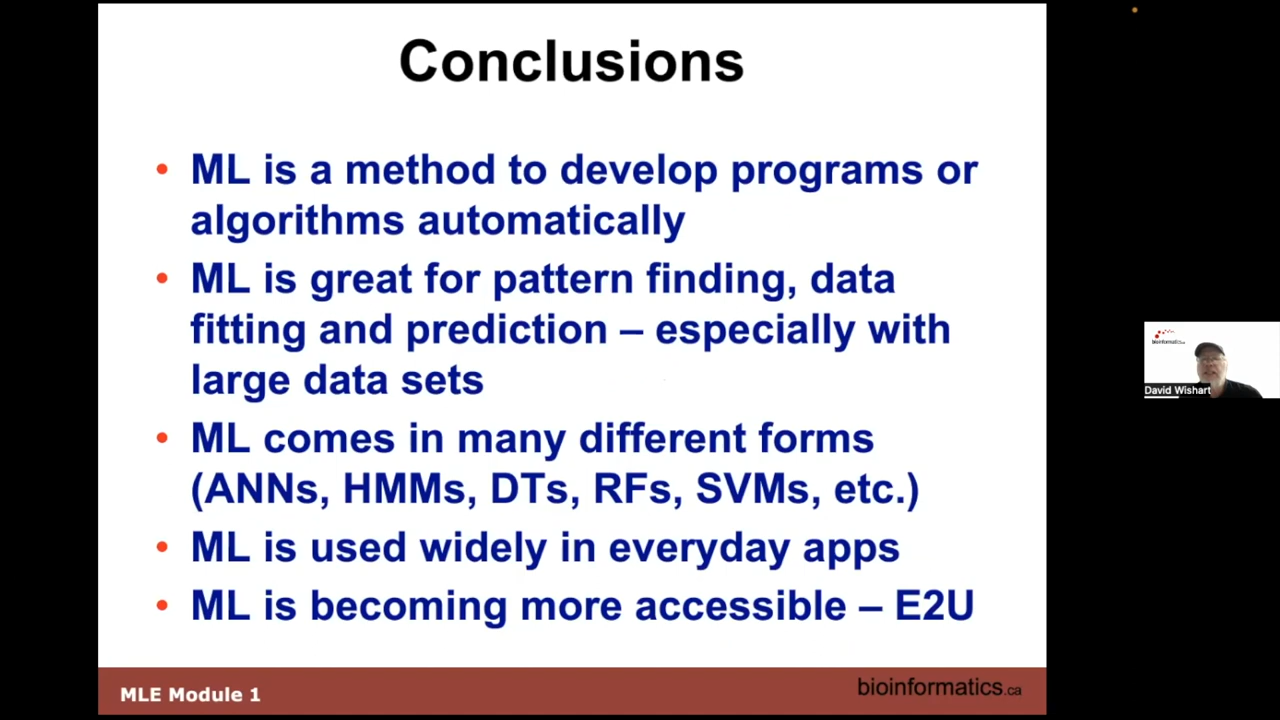 Conclusions
• ML is a method to develop programs or
algorithms automatically
• ML is great for pattern finding, data
fitting and prediction – especially with
large data sets
• ML comes in many different forms
(ANNs, HMMs, DTs, RFs, SVMs, etc.)
• ML is used widely in everyday apps
• ML is becoming more accessible – E2U
MLE Module 1
bioinformatics.ca
bioinformatics.ca
David Wishart